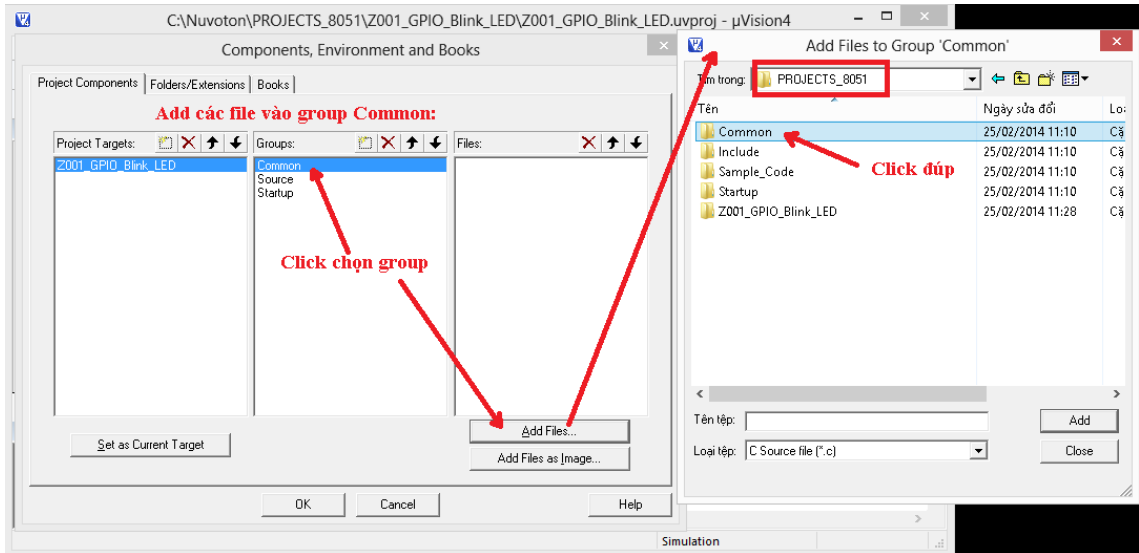 C:\Nuvoton\PROJECTS_8051\Z001_GPIO_Blink_LED\Z001_GPIO_Blink_LED.uvproj - µVision4
Components, Environment and Books
Project Components Folders/Extensions Books
Add các file vào group Common:
Project Targets: Groups: Files:
Z001_GPIO_Blink_LED
Common
Source
Startup
Click chọn group
Set as Current Target
Add Files...
Add Files as Image...
OK Cancel Help
Simulation
Add Files to Group 'Common'
Tìm trong: PROJECTS_8051
Tên Ngày sửa đổi
Common 25/02/2014 11:10
Include 25/02/2014 11:10
Click đúp
Sample_Code 25/02/2014 11:10
Startup 25/02/2014 11:10
Z001_GPIO_Blink_LED 25/02/2014 11:28
Tên tệp: Add
Loại tệp: C Source file (*.c) Close